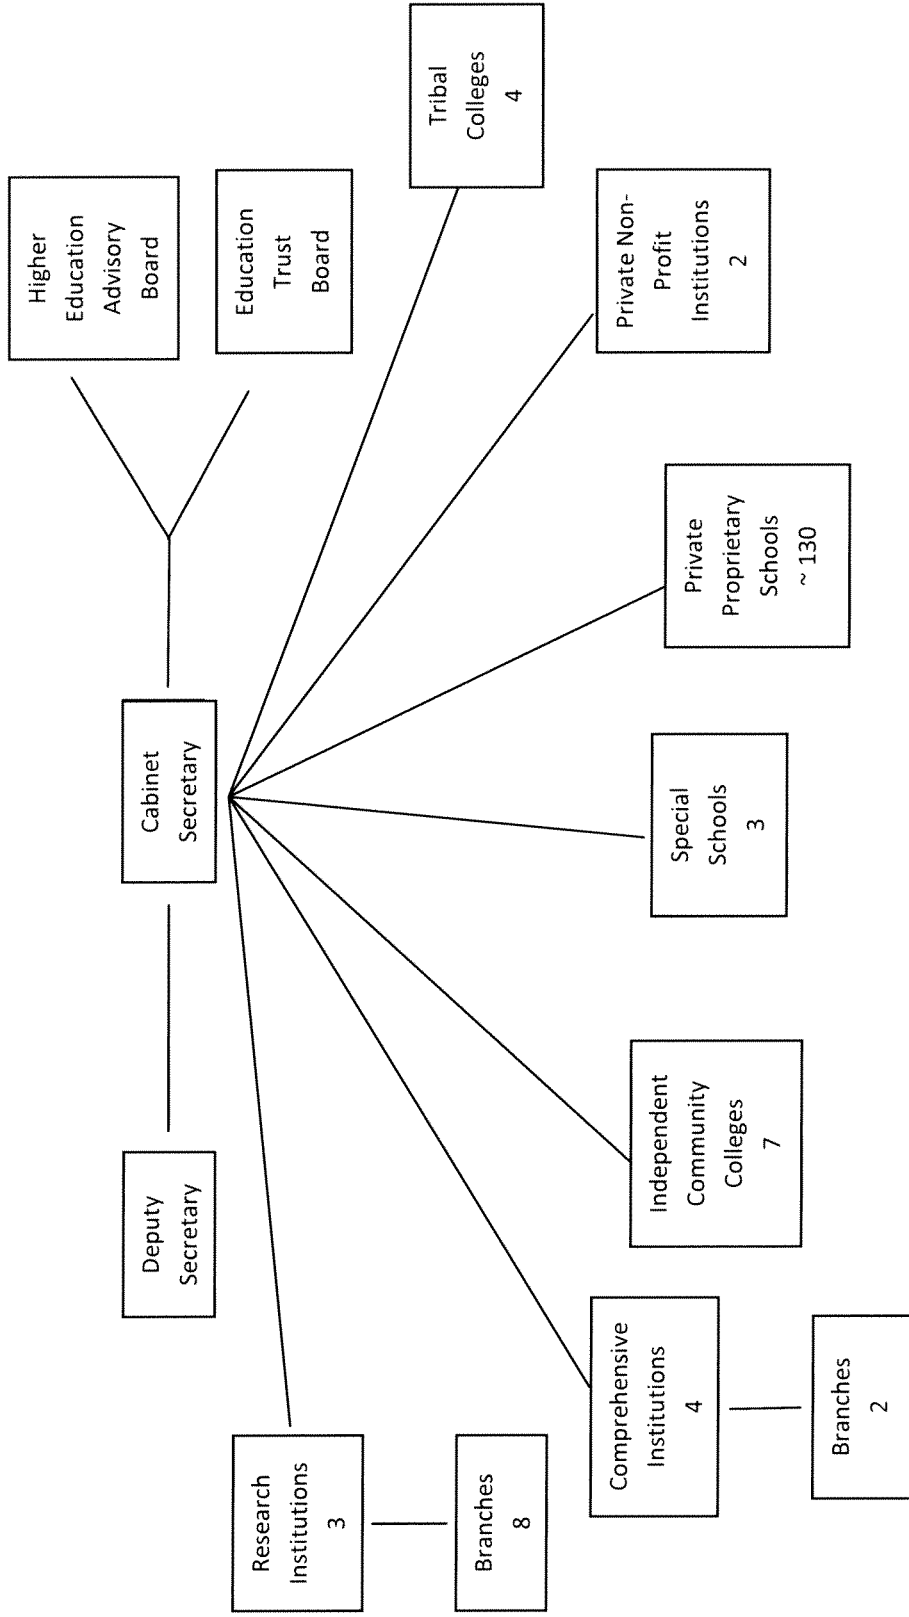 Deputy
Secretary
Cabinet
Secretary
Higher
Education
Advisory
Board
Education
Trust
Board
Research
Institutions
3
Branches
8
Comprehensive
Institutions
4
Branches
2
Independent
Community
Colleges
7
Special
Schools
3
Private
Proprietary
Schools
~ 130
Private Non-
Profit
Institutions
2
Tribal
Colleges
4